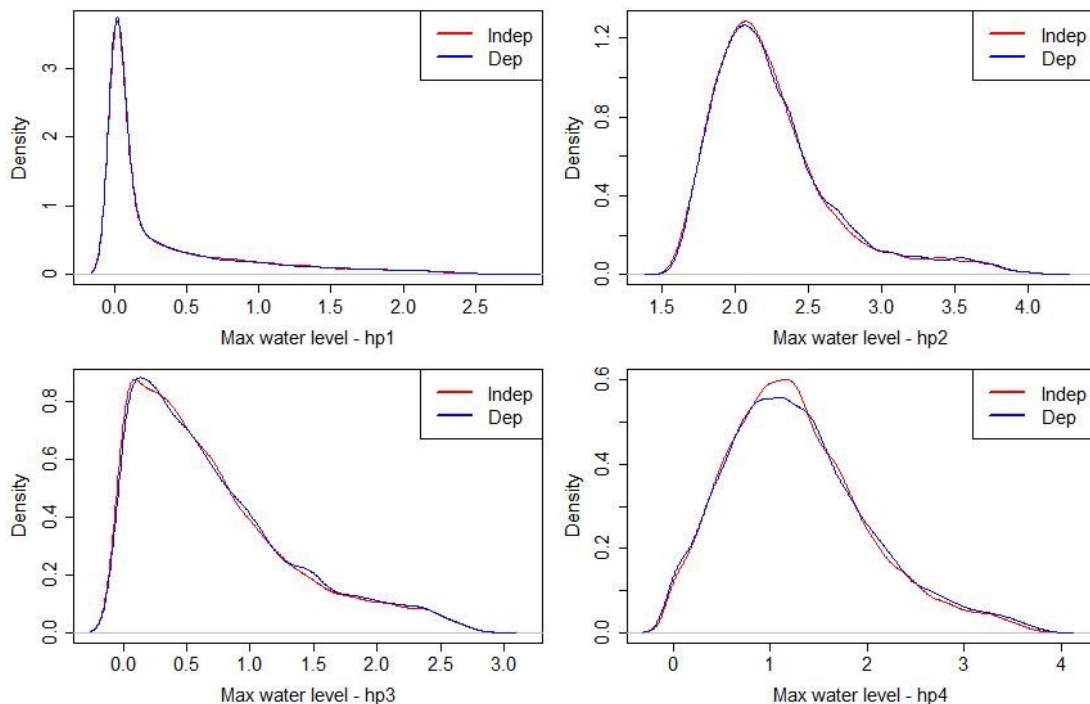 Density
3
2
1
0
Indep
Dep
0.0 0.5 1.0 1.5 2.0 2.5
Max water level - hp1
Density
1.2
0.8
0.4
0.0
Indep
Dep
1.5 2.0 2.5 3.0 3.5 4.0
Max water level - hp2
Density
0.8
0.6
0.4
0.2
0.0
Indep
Dep
0.0 0.5 1.0 1.5 2.0 2.5 3.0
Max water level - hp3
Density
0.6
0.4
0.2
0.0
Indep
Dep
0 1 2 3 4
Max water level - hp4